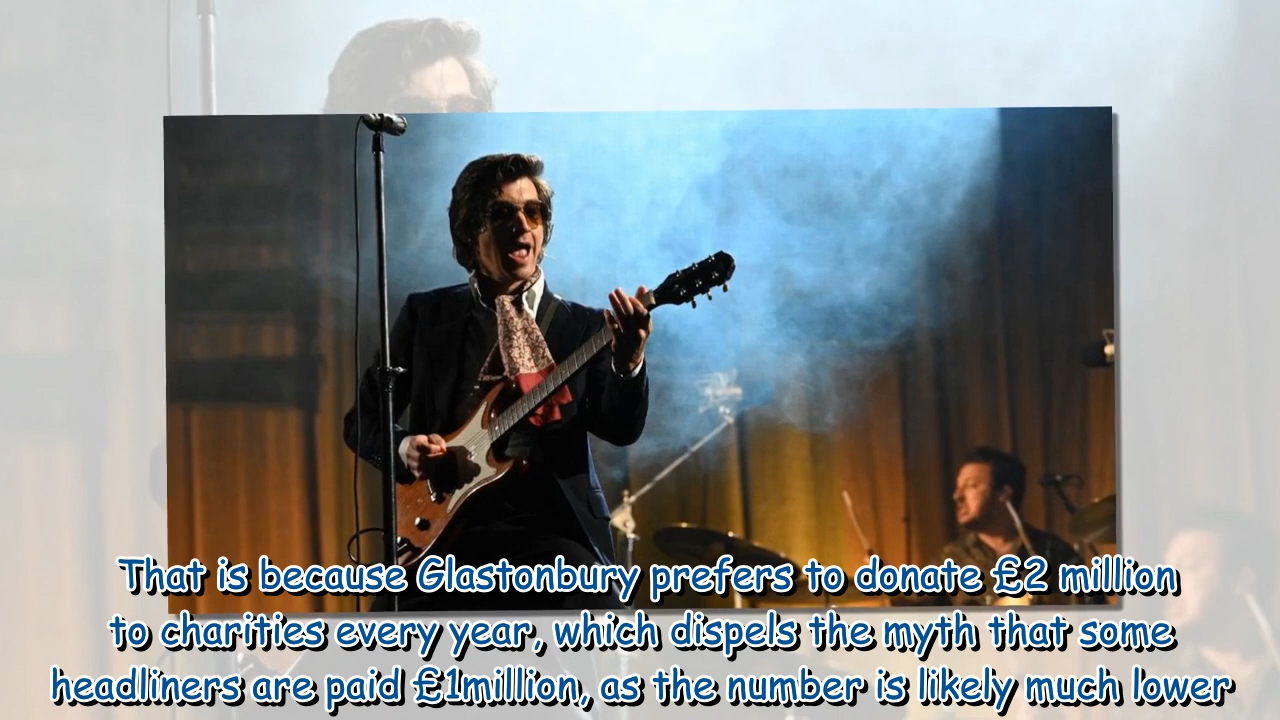 That is because Glastonbury prefers to donate £2 million
to charities every year, which dispels the myth that some
headliners are paid £1million, as the number is likely much lower